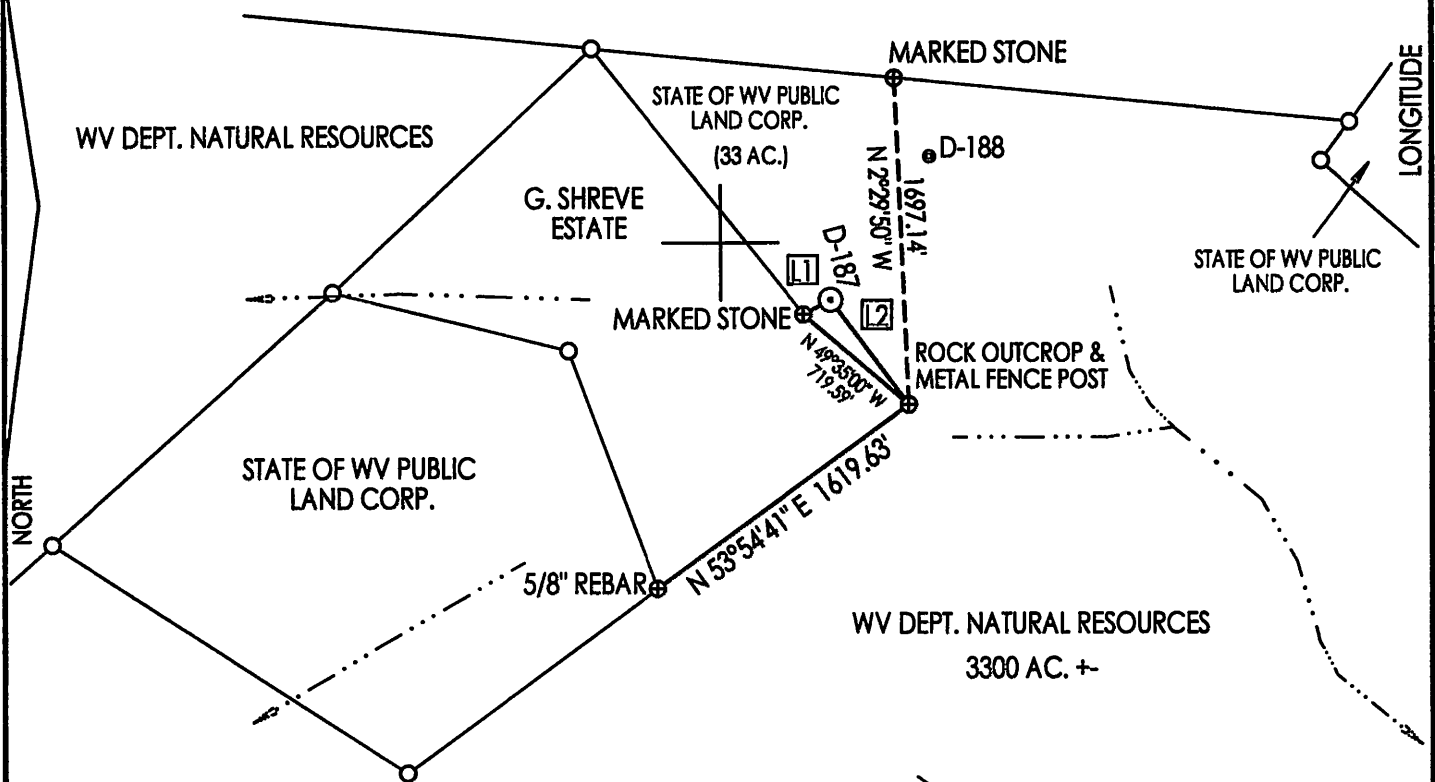 MARKED STONE
LONGITUDE
STATE OF WV PUBLIC
LAND CORP.
(33 AC.)
WV DEPT. NATURAL RESOURCES
D-188
N 2°29'50" W
1697.14'
G. SHREVE
ESTATE
D-187
STATE OF WV PUBLIC
LAND CORP.
L1
L2
MARKED STONE
N 49°35'00" W
719.59'
ROCK OUTCROP &
METAL FENCE POST
STATE OF WV PUBLIC
LAND CORP.
NORTH
N 53°54'41" E 1619.63'
5/8" REBAR
WV DEPT. NATURAL RESOURCES
3300 AC. +-